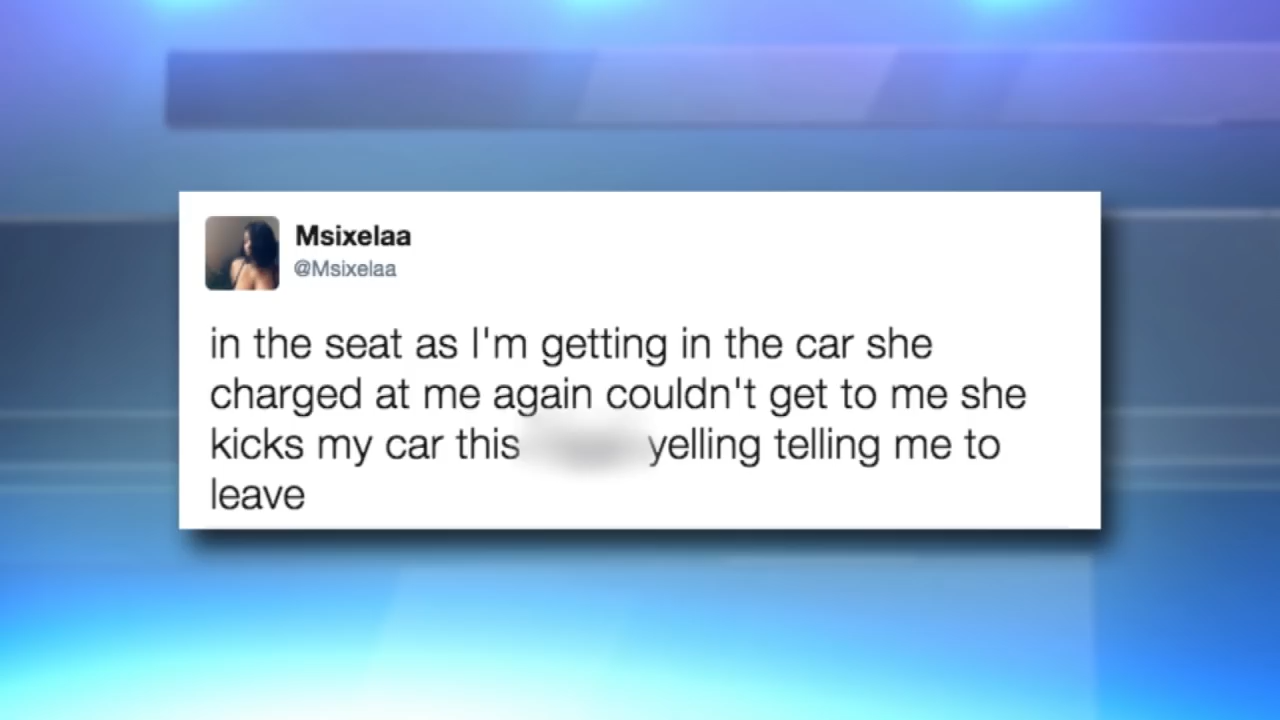 Msixelaa
@Msixelaa
in the seat as I'm getting in the car she
charged at me again couldn't get to me she
kicks my car this yelling telling me to
leave